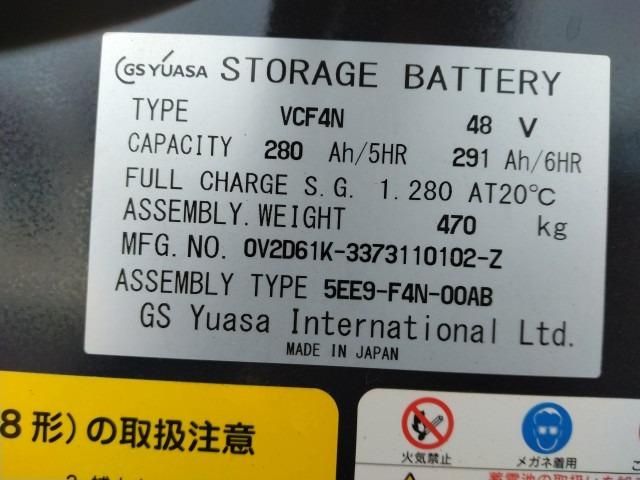 GS YUASA STORAGE BATTERY
TYPE VCF4N 48 V
CAPACITY 280 Ah/5HR 291 Ah/6HR
FULL CHARGE S.G. 1.280 AT20℃
ASSEMBLY.WEIGHT 470 kg
MFG.NO. 0V2D61K-3373110102-Z
ASSEMBLY TYPE 5EE9-F4N-00AB
GS Yuasa International Ltd.
MADE IN JAPAN
8形)の取扱注意
火気禁止
メガネ着用